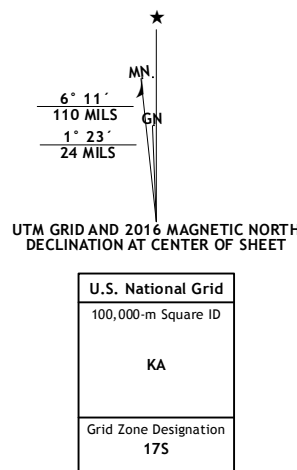 MN.
6° 11´
110 MILS
GN
1° 23´
24 MILS
UTM GRID AND 2016 MAGNETIC NORTH
DECLINATION AT CENTER OF SHEET
U.S. National Grid
100,000-m Square ID
KA
Grid Zone Designation
17S